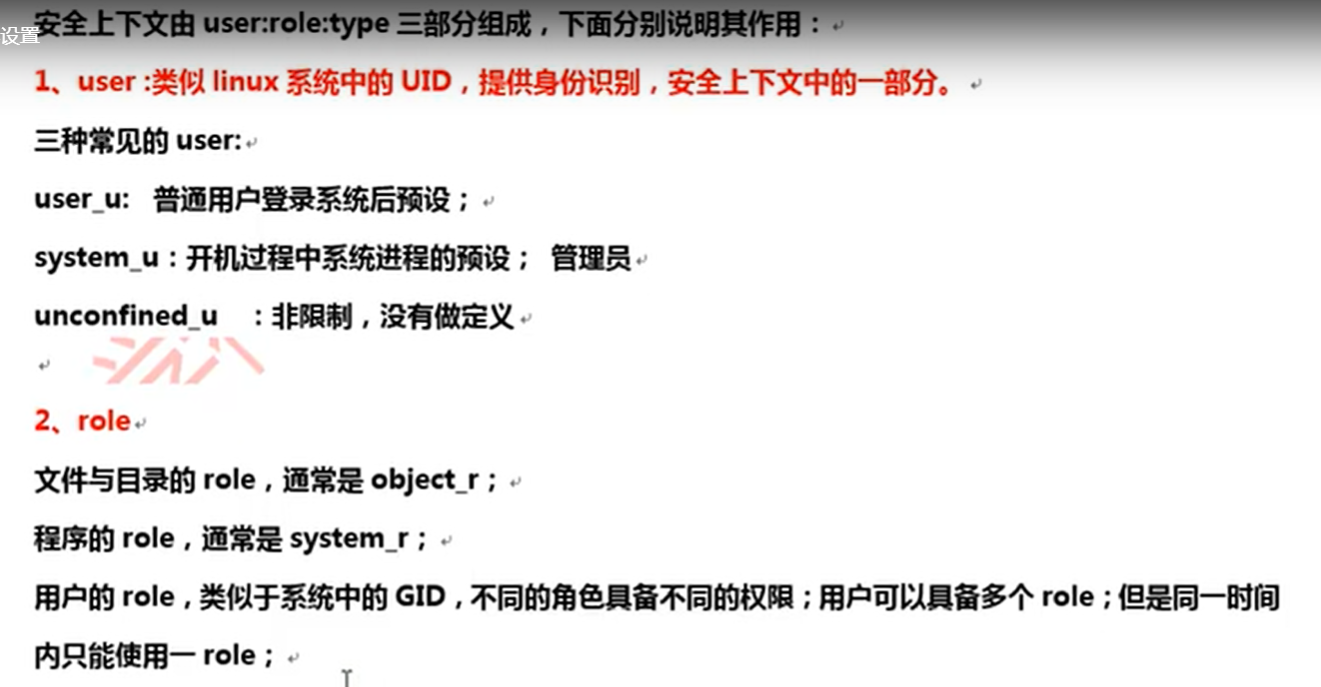 安全上下文由 user:role:type 三部分组成，下面分别说明其作用：
设置
1、user :类似 linux 系统中的 UID，提供身份识别，安全上下文中的一部分。
三种常见的 user:
user_u: 普通用户登录系统后预设；
system_u：开机过程中系统进程的预设； 管理员
unconfined_u ：非限制，没有做定义
2、role
文件与目录的 role，通常是 object_r；
程序的 role，通常是 system_r；
用户的 role，类似于系统中的 GID，不同的角色具备不同的权限；用户可以具备多个 role；但是同一时间
内只能使用一 role；